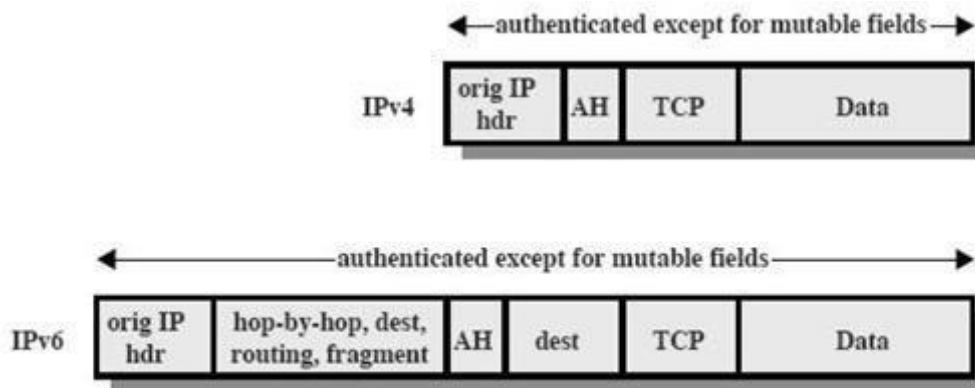 authenticated except for mutable fields
IPv4
orig IP
hdr
AH
TCP
Data
authenticated except for mutable fields
IPv6
orig IP
hdr
hop-by-hop, dest,
routing, fragment
AH
dest
TCP
Data